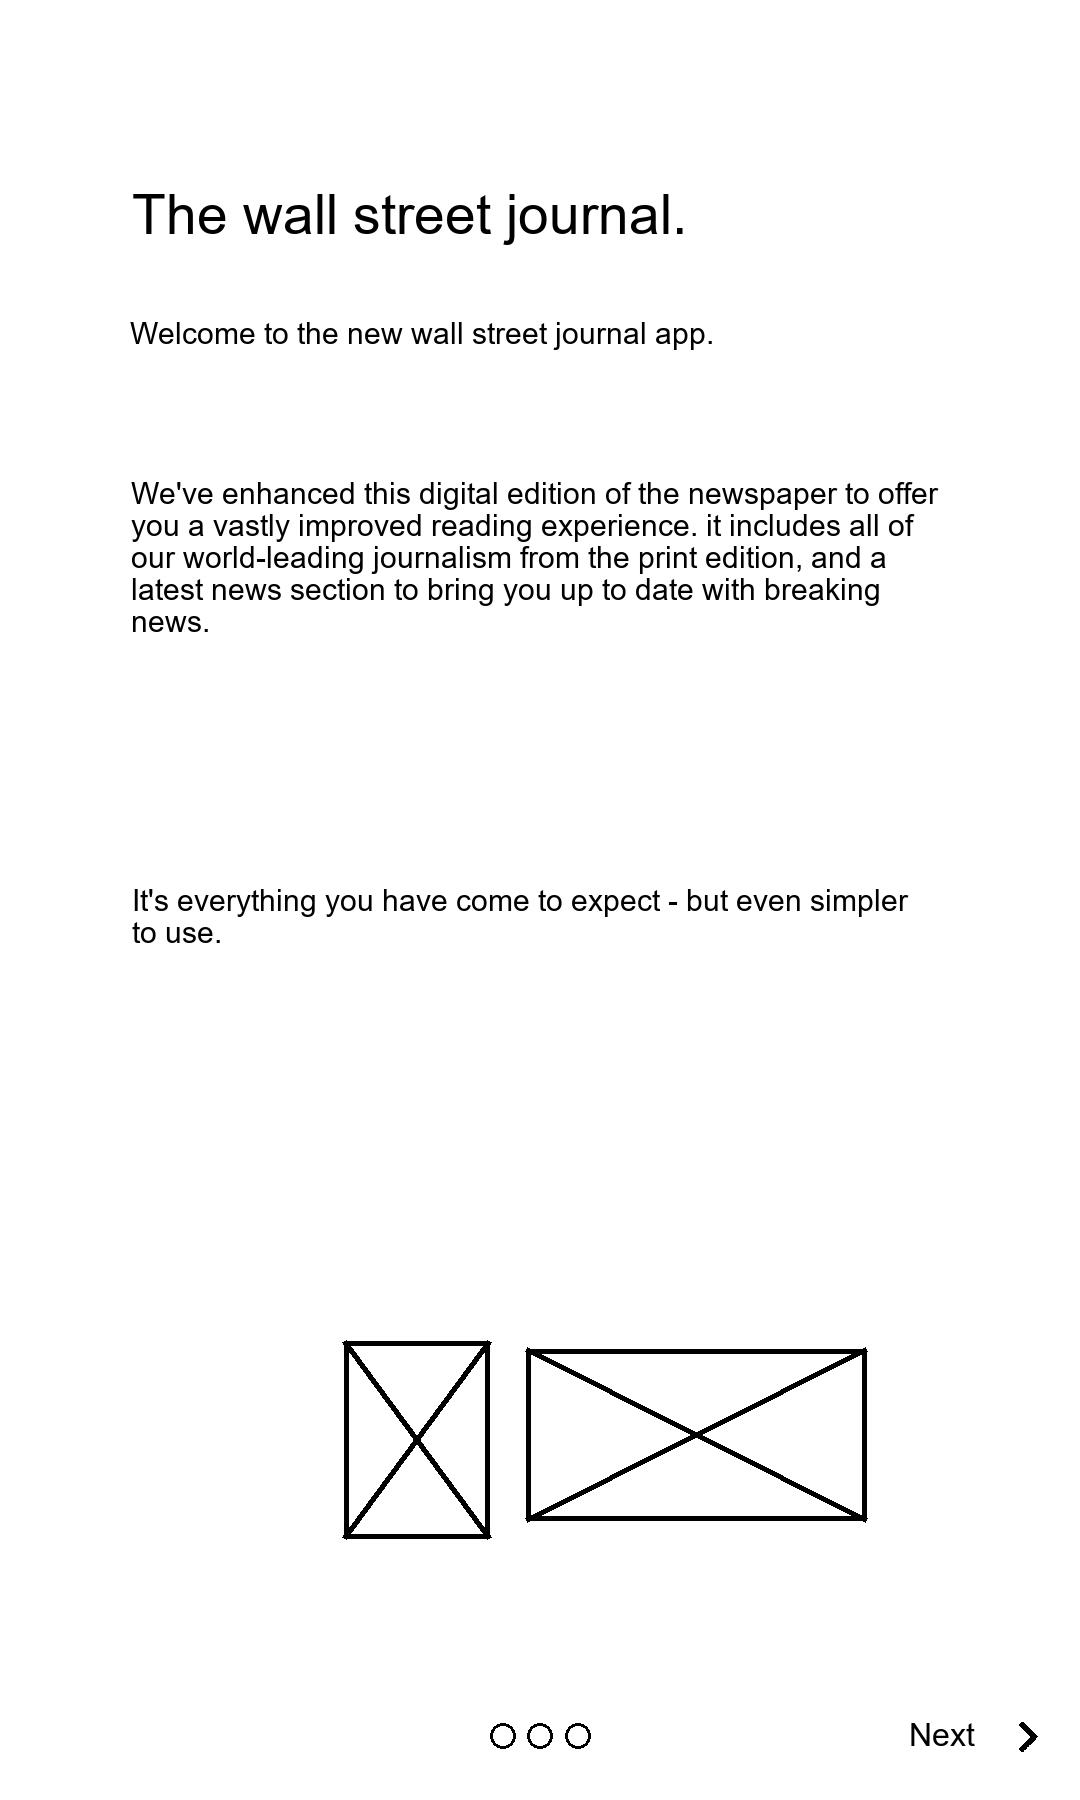 The wall street journal.
Welcome to the new wall street journal app.
We've enhanced this digital edition of the newspaper to offer
you a vastly improved reading experience. it includes all of
our world-leading journalism from the print edition, and a
latest news section to bring you up to date with breaking
news.
It's everything you have come to expect - but even simpler
to use.
Next